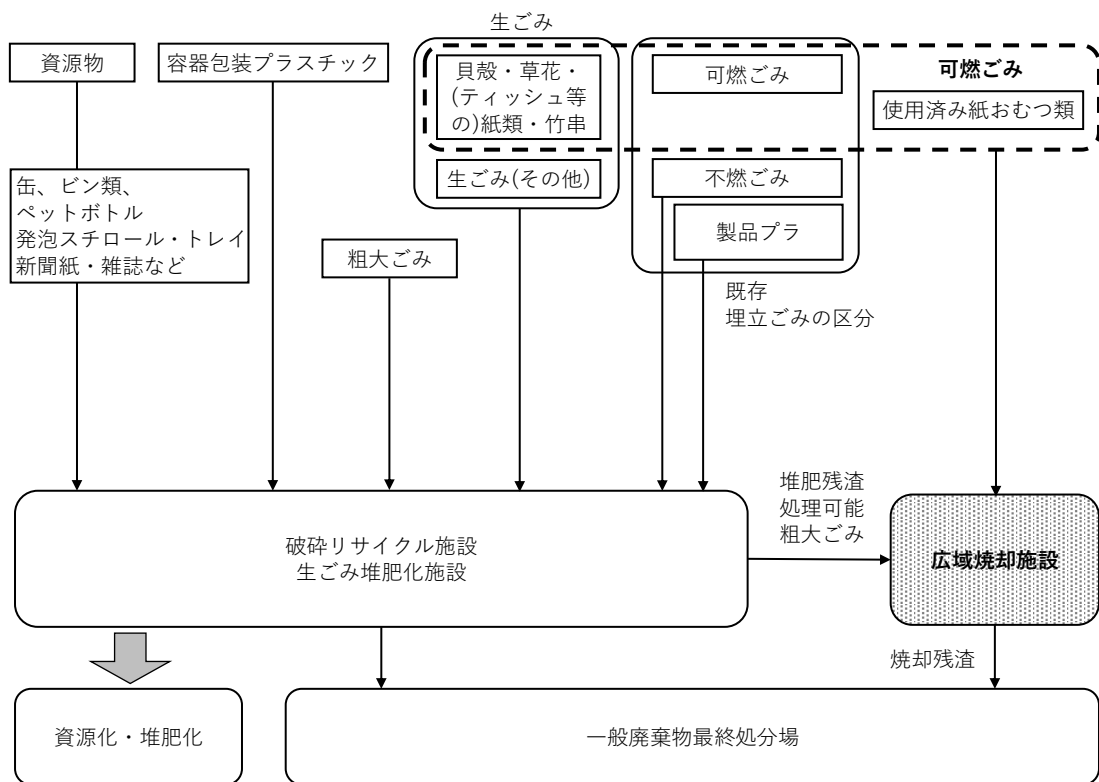 生ごみ
資源物
容器包装プラスチック
貝殻・草花・
(ティッシュ等
の)紙類・竹串
可燃ごみ
可燃ごみ
使用済み紙おむつ類
生ごみ(その他)
不燃ごみ
製品プラ
缶、ビン類、
ペットボトル
発泡スチロール・トレイ
新聞紙・雑誌など
粗大ごみ
既存
埋立ごみの区分
堆肥残渣
処理可能
粗大ごみ
破砕リサイクル施設
生ごみ堆肥化施設
広域焼却施設
焼却残渣
資源化・堆肥化
一般廃棄物最終処分場